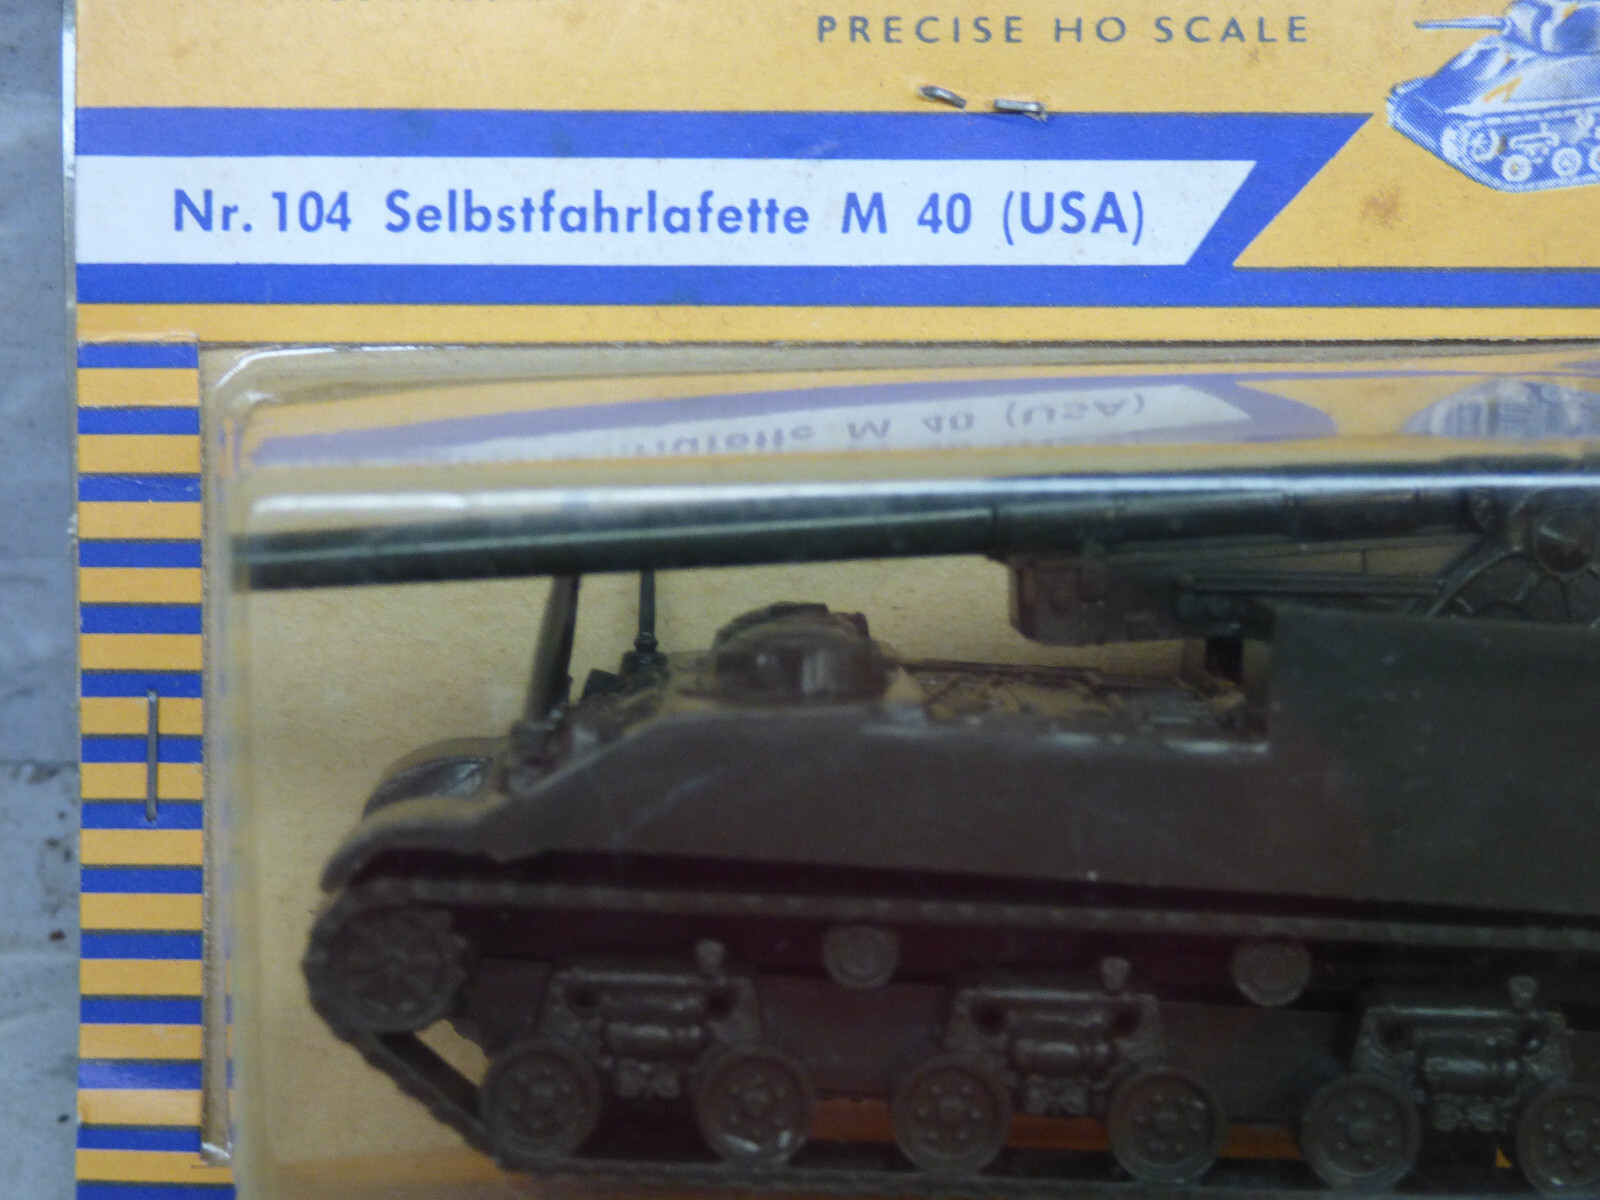 PRECISE HO SCALE
Nr. 104 Selbstfahrlafette M 40 (USA)